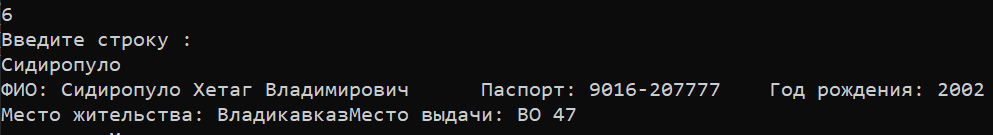 6
Введите строку :
Сидиропуло
ФИО: Сидиропуло Хетаг Владимирович Паспорт: 9016-207777 Год рождения: 2002
Место жительства: ВладикавказМесто выдачи: ВО 47